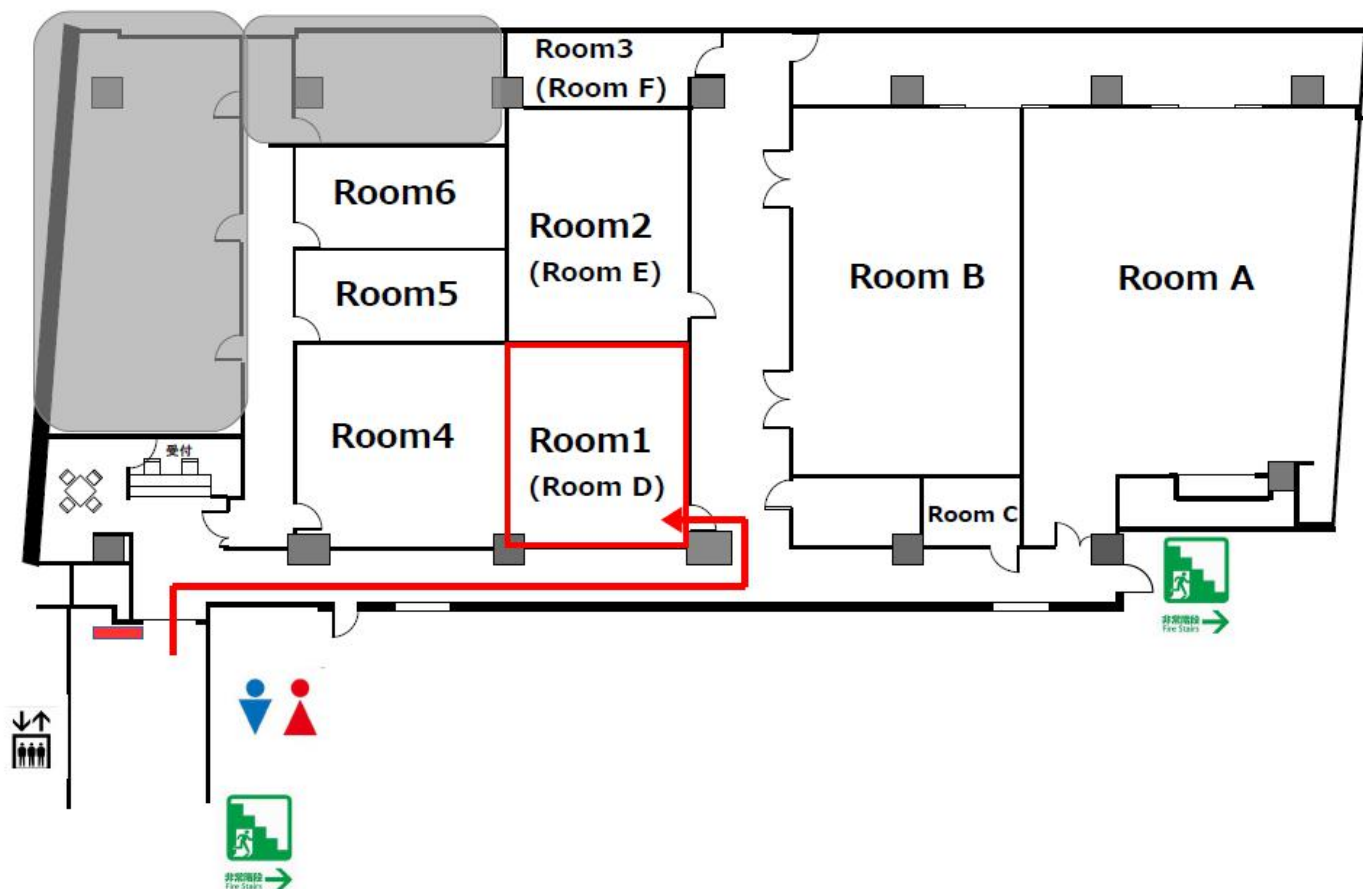 Room3
(Room F)
Room6
Room2
(Room E)
Room B
Room A
Room5
Room4
Room1
(Room D)
受付
Room C
非常階段
Fire Stairs
非常階段
Fire Stairs